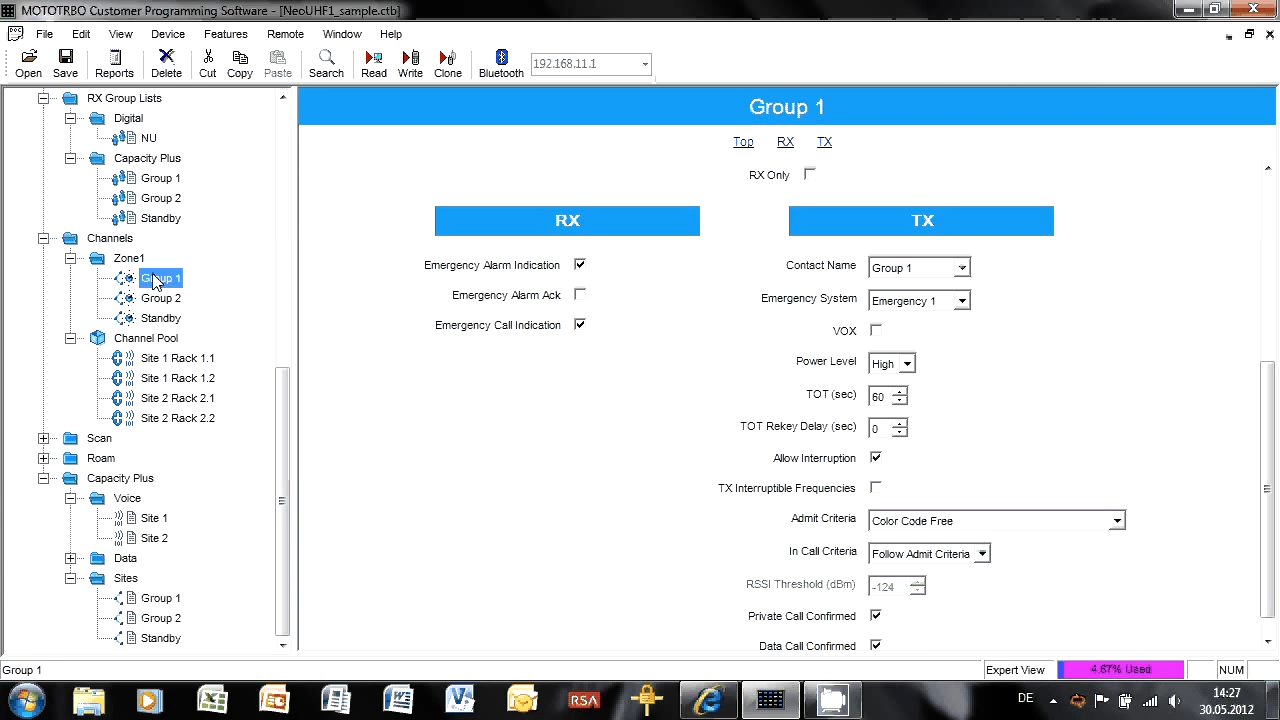 MOTOTRBO Customer Programming Software - [NeoUHF1_sample.ctb]
File Edit View Device Features Remote Window Help
Open Save Reports Delete Cut Copy Paste Search Read Write Clone Bluetooth 192.168.11.1
RX Group Lists
Digital
NU
Capacity Plus
Group 1
Group 2
Standby
Channels
Zone1
Group 1
Group 2
Standby
Channel Pool
Site 1 Rack 1.1
Site 1 Rack 1.2
Site 2 Rack 2.1
Site 2 Rack 2.2
Scan
Roam
Capacity Plus
Voice
Site 1
Site 2
Data
Sites
Group 1
Group 2
Standby
Group 1
Top RX TX
RX Only
RX
Emergency Alarm Indication
Emergency Alarm Ack
Emergency Call Indication
TX
Contact Name Group 1
Emergency System Emergency 1
VOX
Power Level High
TOT (sec) 60
TOT Rekey Delay (sec) 0
Allow Interruption
TX Interruptible Frequencies
Admit Criteria Color Code Free
In Call Criteria Follow Admit Criteria
RSSI Threshold (dBm) -124
Private Call Confirmed
Data Call Confirmed
Group 1 Expert View 4.67% Used NUM
RSA DE 14:27
30.05.2012